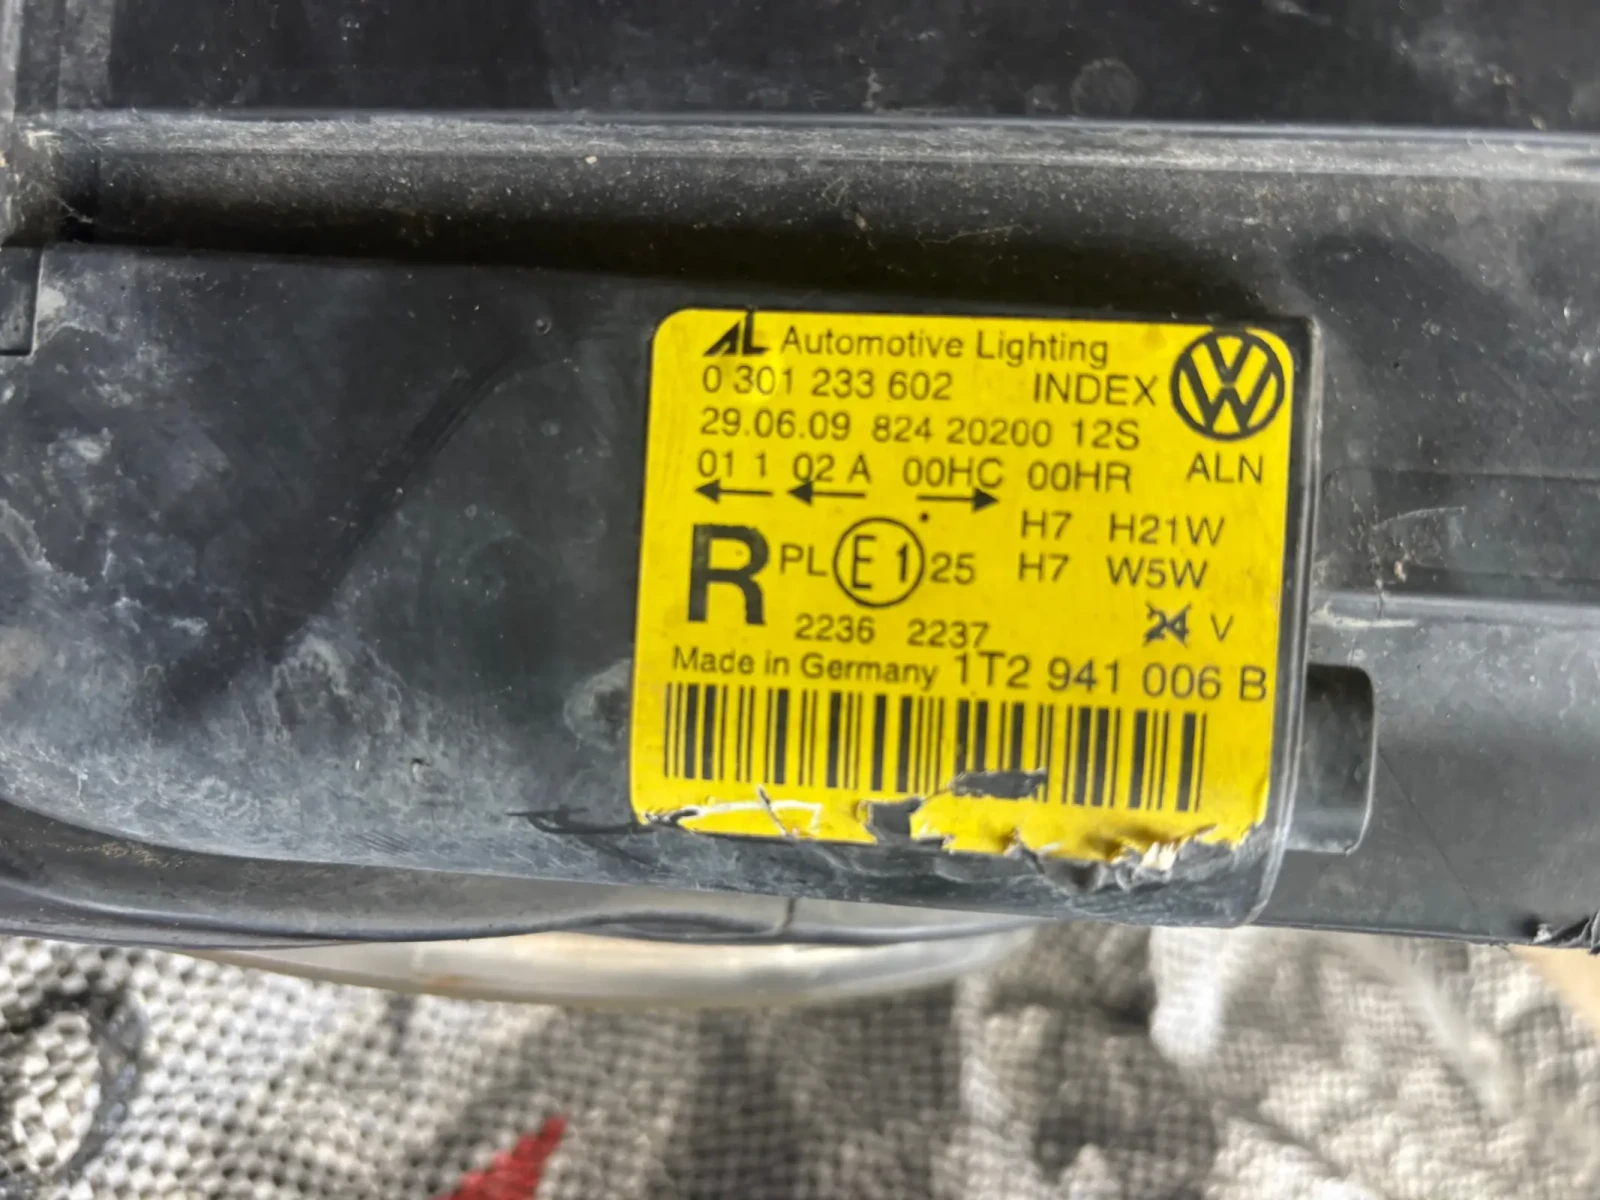 AL Automotive Lighting
0 301 233 602 INDEX
29.06.09 824 20200 12S
01 1 02 A 00HC 00HR ALN
H7 H21W
R PL E1 25 H7 W5W
2236 2237 24 V
Made in Germany 1T2 941 006 B